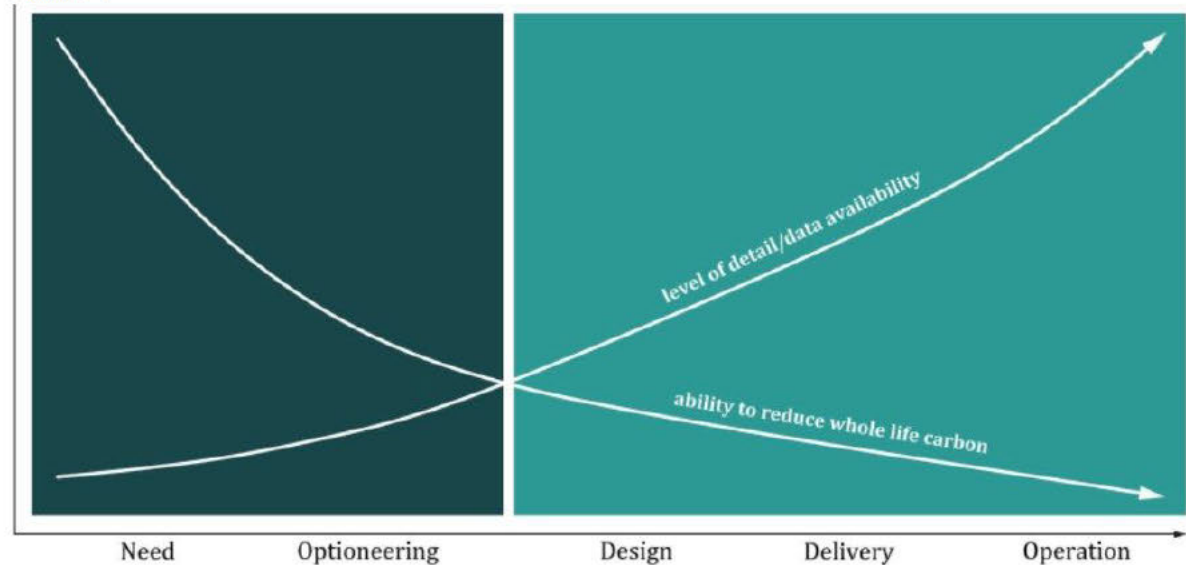 level of detail/data availability
ability to reduce whole life carbon
Need Optioneering Design Delivery Operation